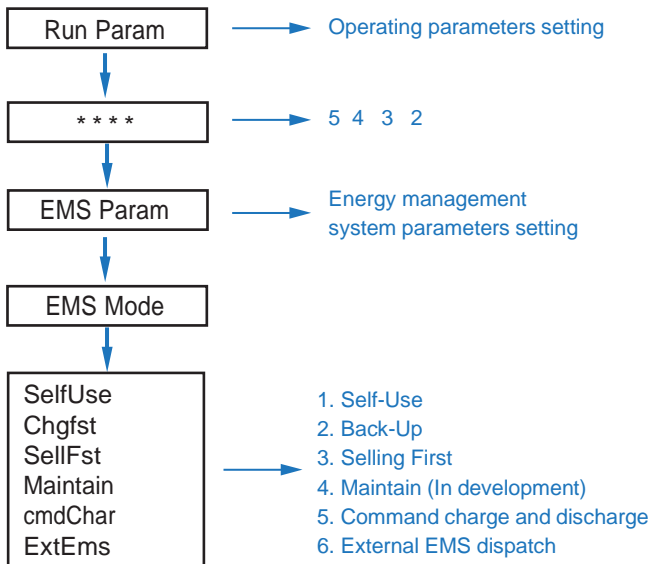 Run Param
Operating parameters setting
* * * *
5 4 3 2
EMS Param
Energy management
system parameters setting
EMS Mode
SelfUse
Chgfst
SellFst
Maintain
cmdChar
ExtEms
1. Self-Use
2. Back-Up
3. Selling First
4. Maintain (In development)
5. Command charge and discharge
6. External EMS dispatch